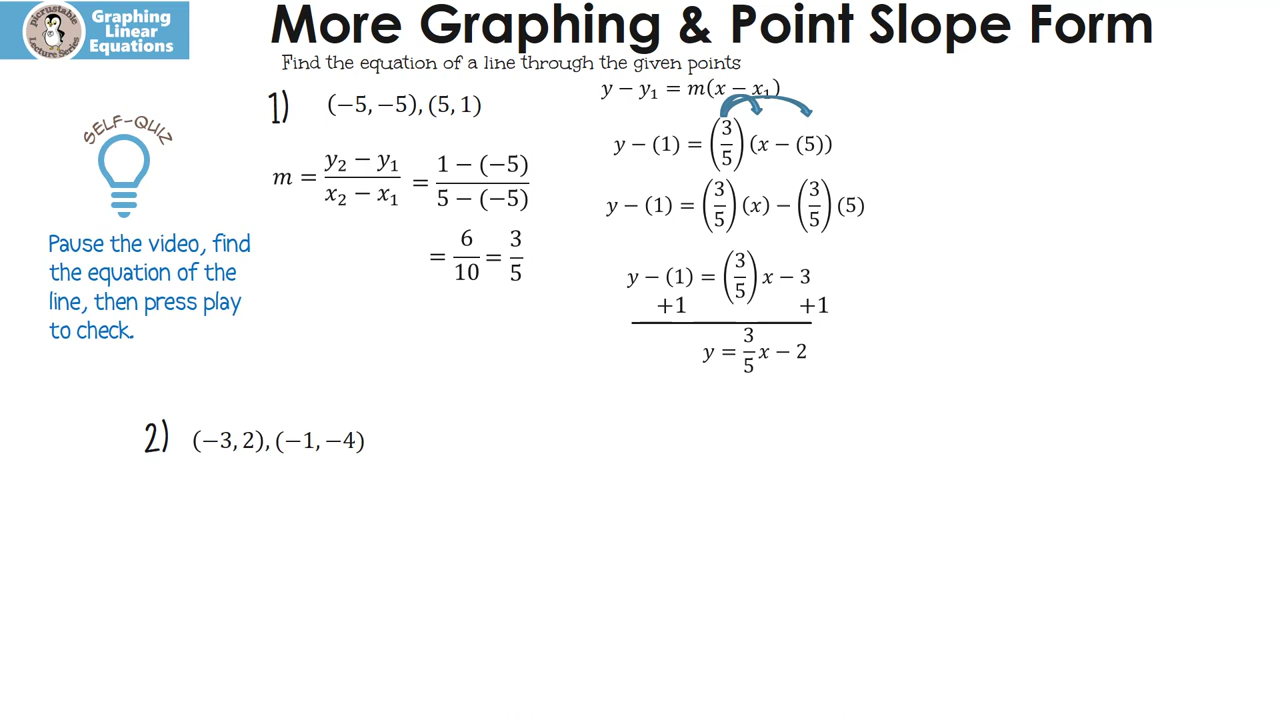 picrustable
Lecture Series
Graphing
Linear
Equations
More Graphing & Point Slope Form
Find the equation of a line through the given points
1) (−5, −5), (5, 1)
m = (y₂ − y₁)/(x₂ − x₁) = (1 − (−5))/(5 − (−5))
= 6/10 = 3/5
y − y₁ = m(x − x₁)
y − (1) = (3/5)(x − (5))
y − (1) = (3/5)(x) − (3/5)(5)
y − (1) = (3/5)x − 3
+1 +1
y = 3/5 x − 2
SELF-QUIZ
Pause the video, find
the equation of the
line, then press play
to check.
2) (−3, 2), (−1, −4)